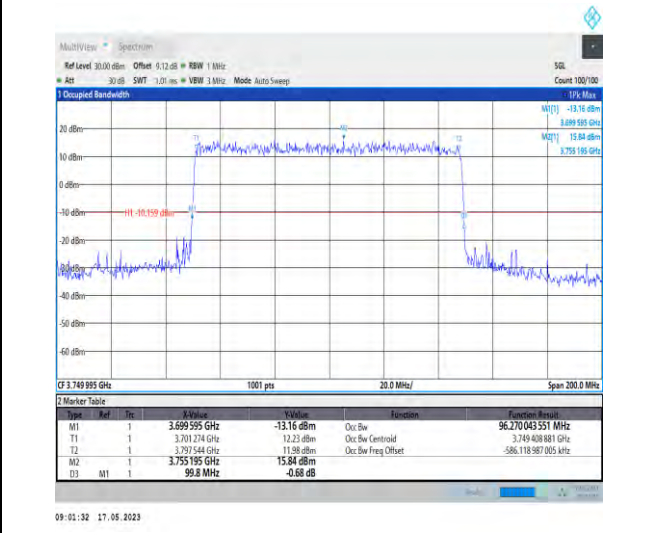 MultiView Spectrum
Ref Level 30.00 dBm Offset 9.12 dB RBW 1 MHz SGL
Att 30 dB SWT 1.01 ms VBW 3 MHz Mode Auto Sweep Count 100/100
1 Occupied Bandwidth 1Pk Max
M1[1] -13.16 dBm
3.699 595 GHz
M2[1] 15.84 dBm
3.755 195 GHz
20 dBm
T1 M2 T2
10 dBm
0 dBm
-10 dBm H1 -10.159 dBm M1 D3
-20 dBm
-30 dBm
-40 dBm
-50 dBm
-60 dBm
CF 3.749 995 GHz 1001 pts 20.0 MHz/ Span 200.0 MHz
2 Marker Table
Type Ref Trc X-Value Y-Value Function Function Result
M1 1 3.699 595 GHz -13.16 dBm Occ Bw 96.270 043 551 MHz
T1 1 3.701 274 GHz 12.23 dBm Occ Bw Centroid 3.749 408 881 GHz
T2 1 3.797 544 GHz 11.98 dBm Occ Bw Freq Offset -586.118 987 005 kHz
M2 1 3.755 195 GHz 15.84 dBm
D3 M1 1 99.8 MHz -0.68 dB
09:01:32 17.05.2023